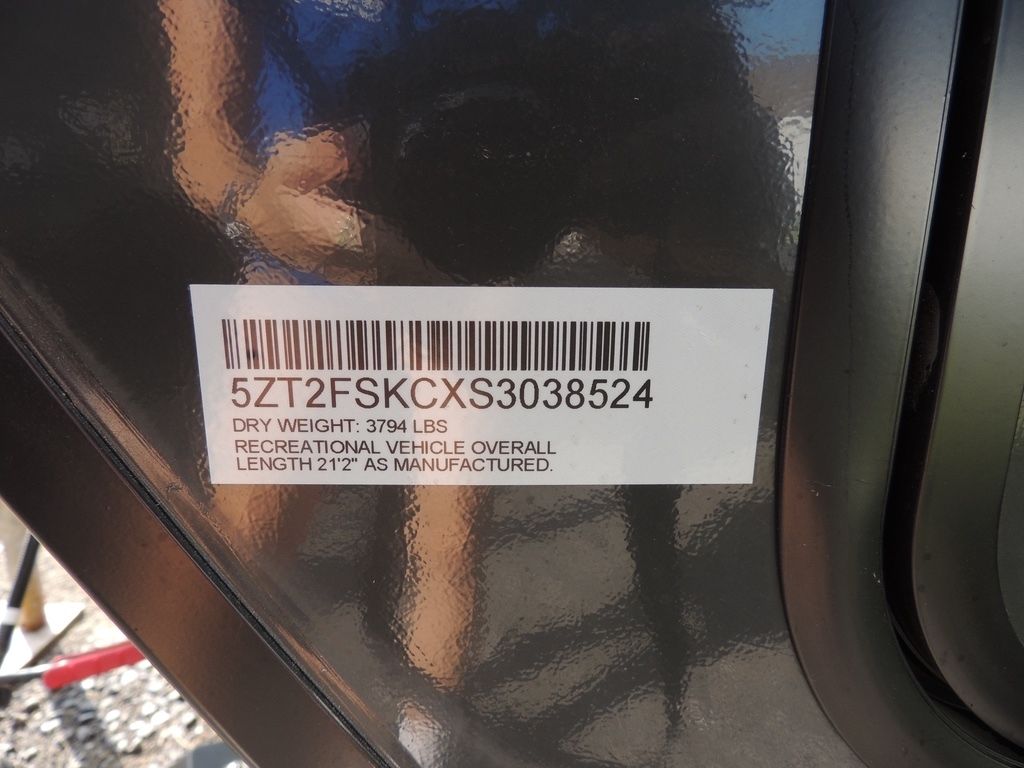 5ZT2FSKCXS3038524
DRY WEIGHT: 3794 LBS
RECREATIONAL VEHICLE OVERALL
LENGTH 21'2" AS MANUFACTURED.